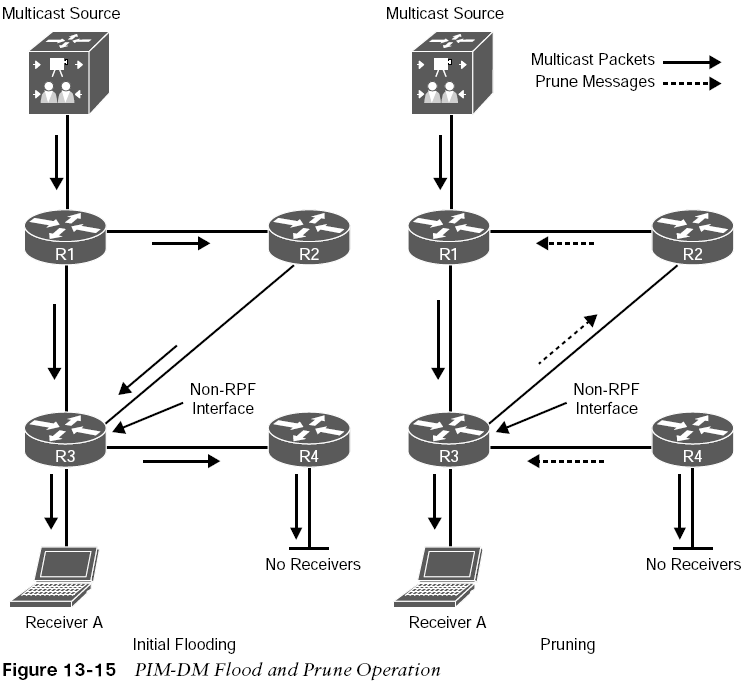 Multicast Source
Multicast Source
Multicast Packets
Prune Messages
R1
R2
R1
R2
Non-RPF
Interface
Non-RPF
Interface
R3
R4
R3
R4
No Receivers
No Receivers
Receiver A
Receiver A
Initial Flooding
Pruning
Figure 13-15 PIM-DM Flood and Prune Operation